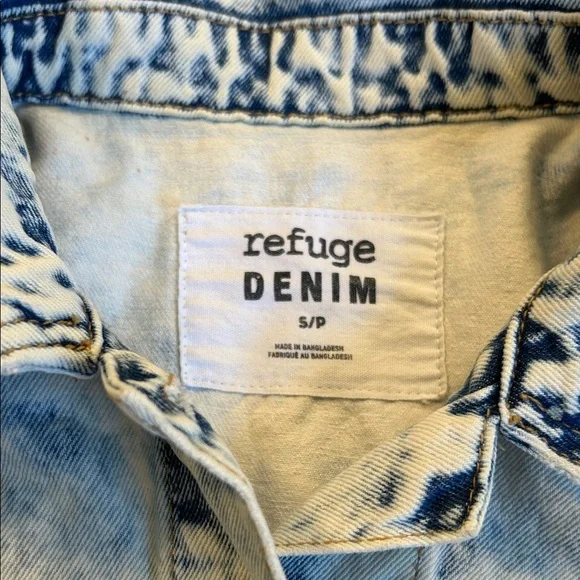 refuge
DENIM
S/P
MADE IN BANGLADESH
FABRIQUÉ AU BANGLADESH